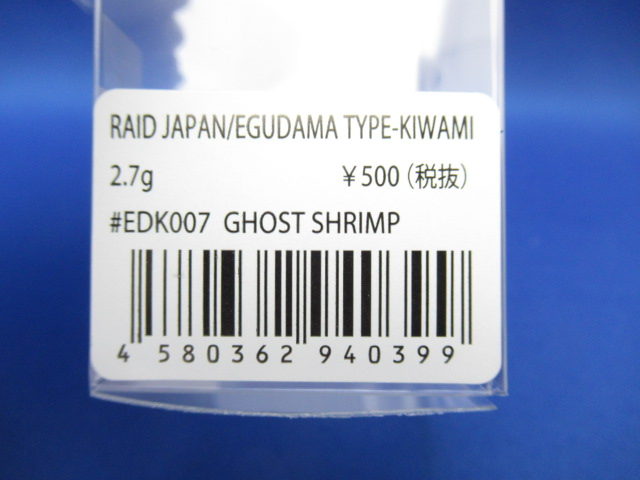 RAID JAPAN/EGUDAMA TYPE-KIWAMI
2.7g ¥500(税抜)
#EDK007 GHOST SHRIMP
4 580362 940399